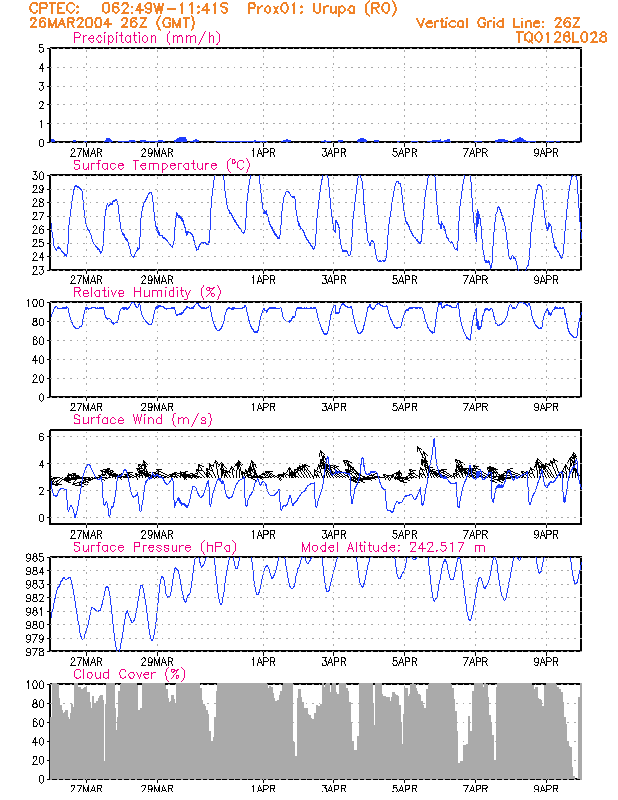 CPTEC: 062:49W-11:41S Prox01: Urupa (RO)
26MAR2004 26Z (GMT) Vertical Grid Line: 26Z
Precipitation (mm/h) TQ0126L028
5
4
3
2
1
0
27MAR 29MAR 1APR 3APR 5APR 7APR 9APR
Surface Temperature (ºC)
30
29
28
27
26
25
24
23
27MAR 29MAR 1APR 3APR 5APR 7APR 9APR
Relative Humidity (%)
100
80
60
40
20
0
27MAR 29MAR 1APR 3APR 5APR 7APR 9APR
Surface Wind (m/s)
6
4
2
0
27MAR 29MAR 1APR 3APR 5APR 7APR 9APR
Surface Pressure (hPa) Model Altitude: 242.517 m
985
984
983
982
981
980
979
978
27MAR 29MAR 1APR 3APR 5APR 7APR 9APR
Cloud Cover (%)
100
80
60
40
20
0
27MAR 29MAR 1APR 3APR 5APR 7APR 9APR